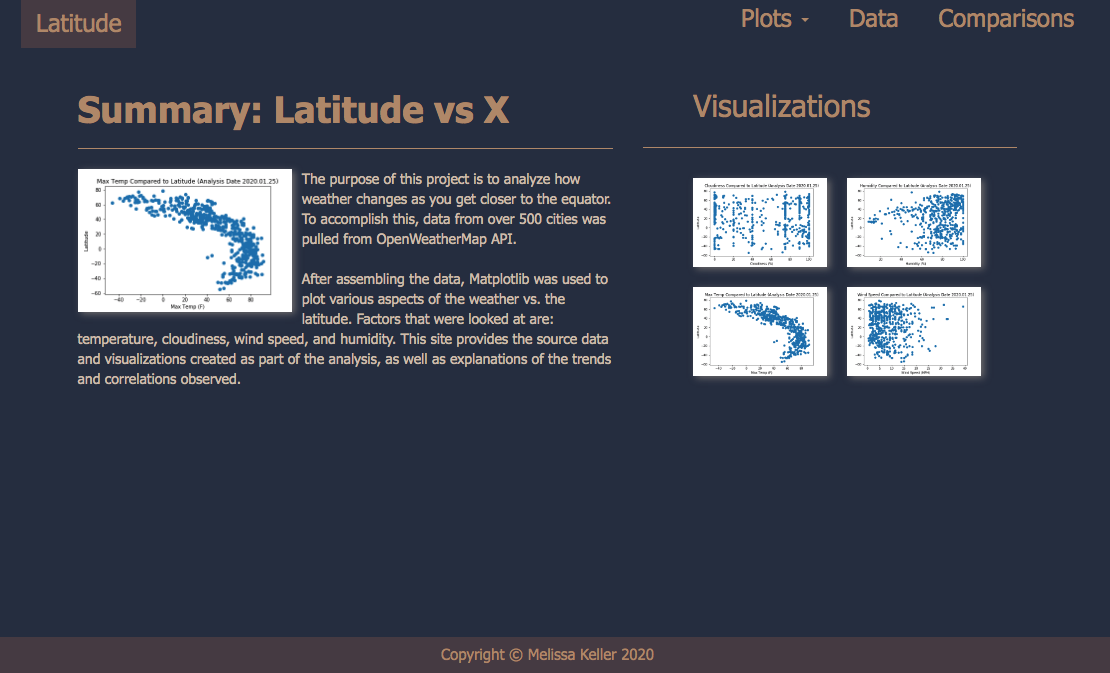 Latitude
Plots
Data
Comparisons
Summary: Latitude vs X
Max Temp Compared to Latitude (Analysis Date 2020.01.25)
80
60
40
20
0
−20
−40
−60
Latitude
−40 −20 0 20 40 60 80
Max Temp (F)
The purpose of this project is to analyze how
weather changes as you get closer to the equator.
To accomplish this, data from over 500 cities was
pulled from OpenWeatherMap API.
After assembling the data, Matplotlib was used to
plot various aspects of the weather vs. the
latitude. Factors that were looked at are:
temperature, cloudiness, wind speed, and humidity. This site provides the source data
and visualizations created as part of the analysis, as well as explanations of the trends
and correlations observed.
Visualizations
Cloudiness Compared to Latitude (Analysis Date 2020.01.25)
Cloudiness (%)
Humidity Compared to Latitude (Analysis Date 2020.01.25)
Humidity (%)
Max Temp Compared to Latitude (Analysis Date 2020.01.25)
Max Temp (F)
Wind Speed Compared to Latitude (Analysis Date 2020.01.25)
Wind Speed (MPH)
Copyright © Melissa Keller 2020